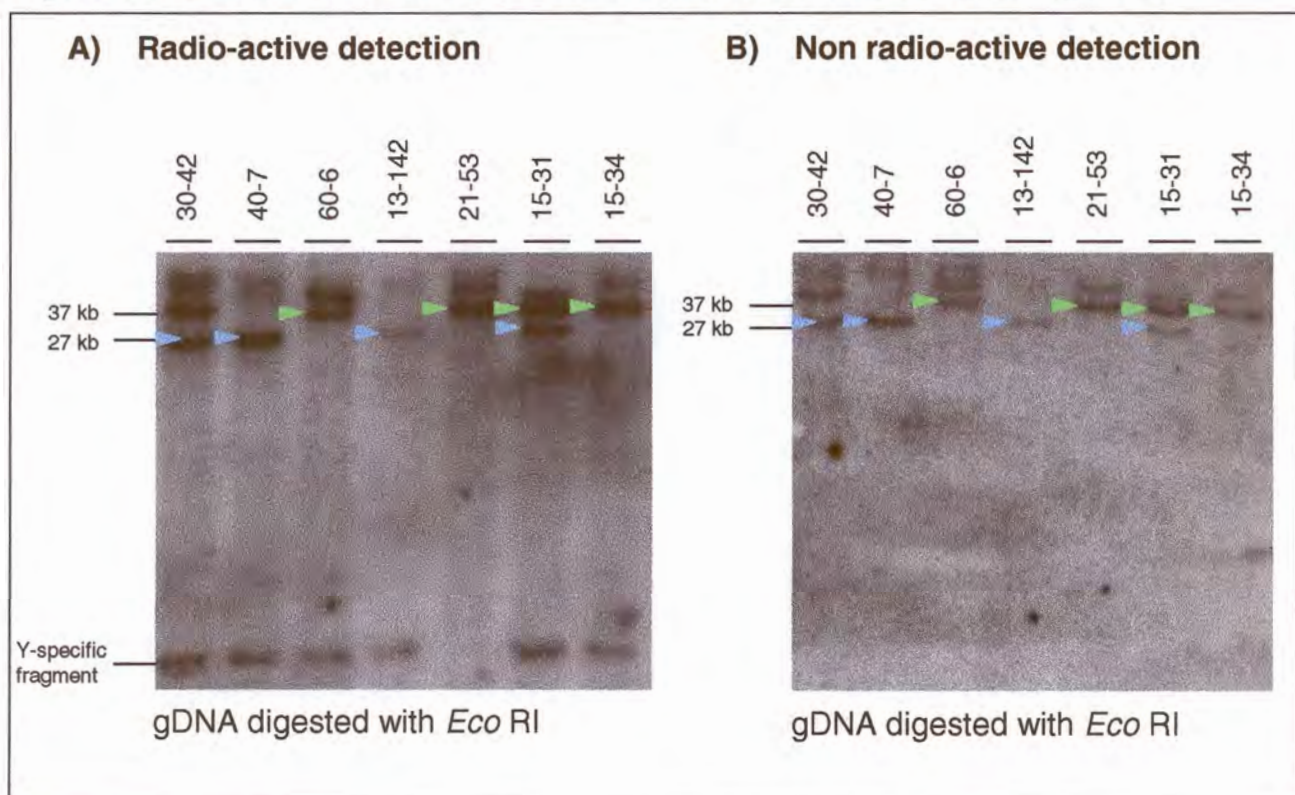 A) Radio-active detection
30-42
40-7
60-6
13-142
21-53
15-31
15-34
37 kb
27 kb
Y-specific
fragment
gDNA digested with Eco RI
B) Non radio-active detection
30-42
40-7
60-6
13-142
21-53
15-31
15-34
37 kb
27 kb
gDNA digested with Eco RI